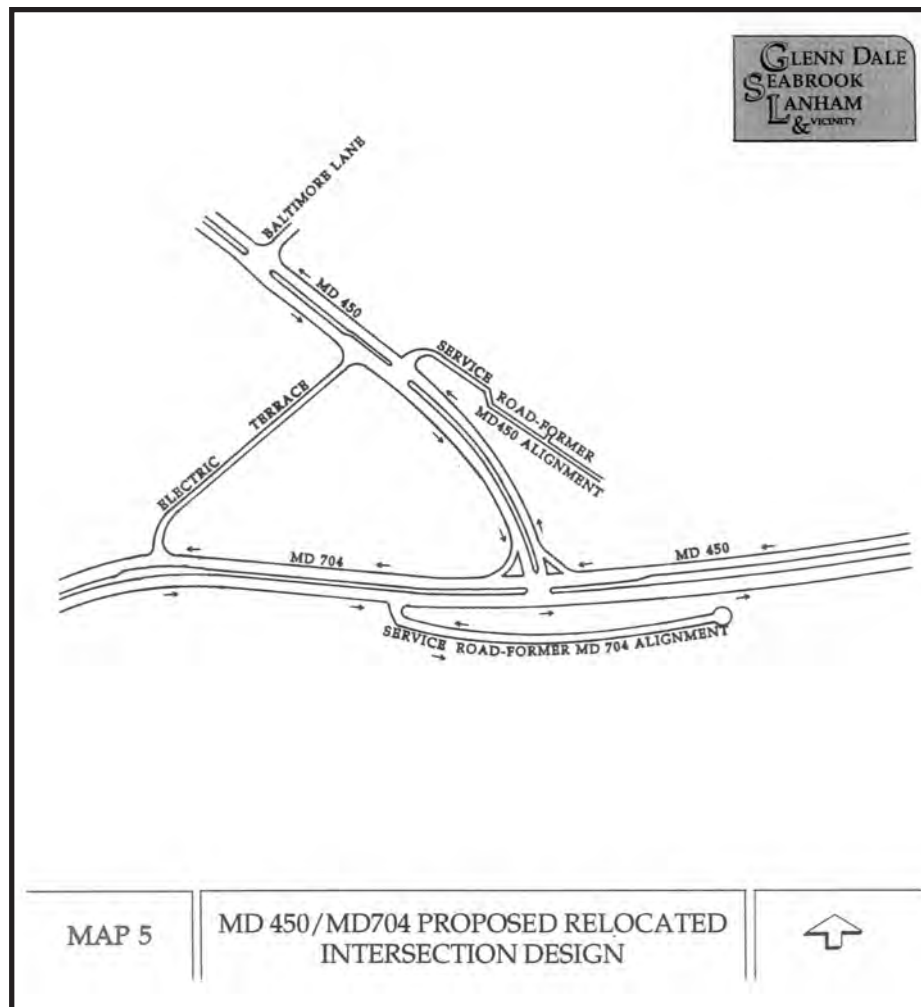 GLENN DALE
SEABROOK
LANHAM
& VICINITY
BALTIMORE LANE
MD 450
SERVICE
ROAD-FORMER
MD450 ALIGNMENT
ELECTRIC TERRACE
MD 704
MD 450
SERVICE ROAD-FORMER MD 704 ALIGNMENT
MAP 5
MD 450/MD704 PROPOSED RELOCATED
INTERSECTION DESIGN